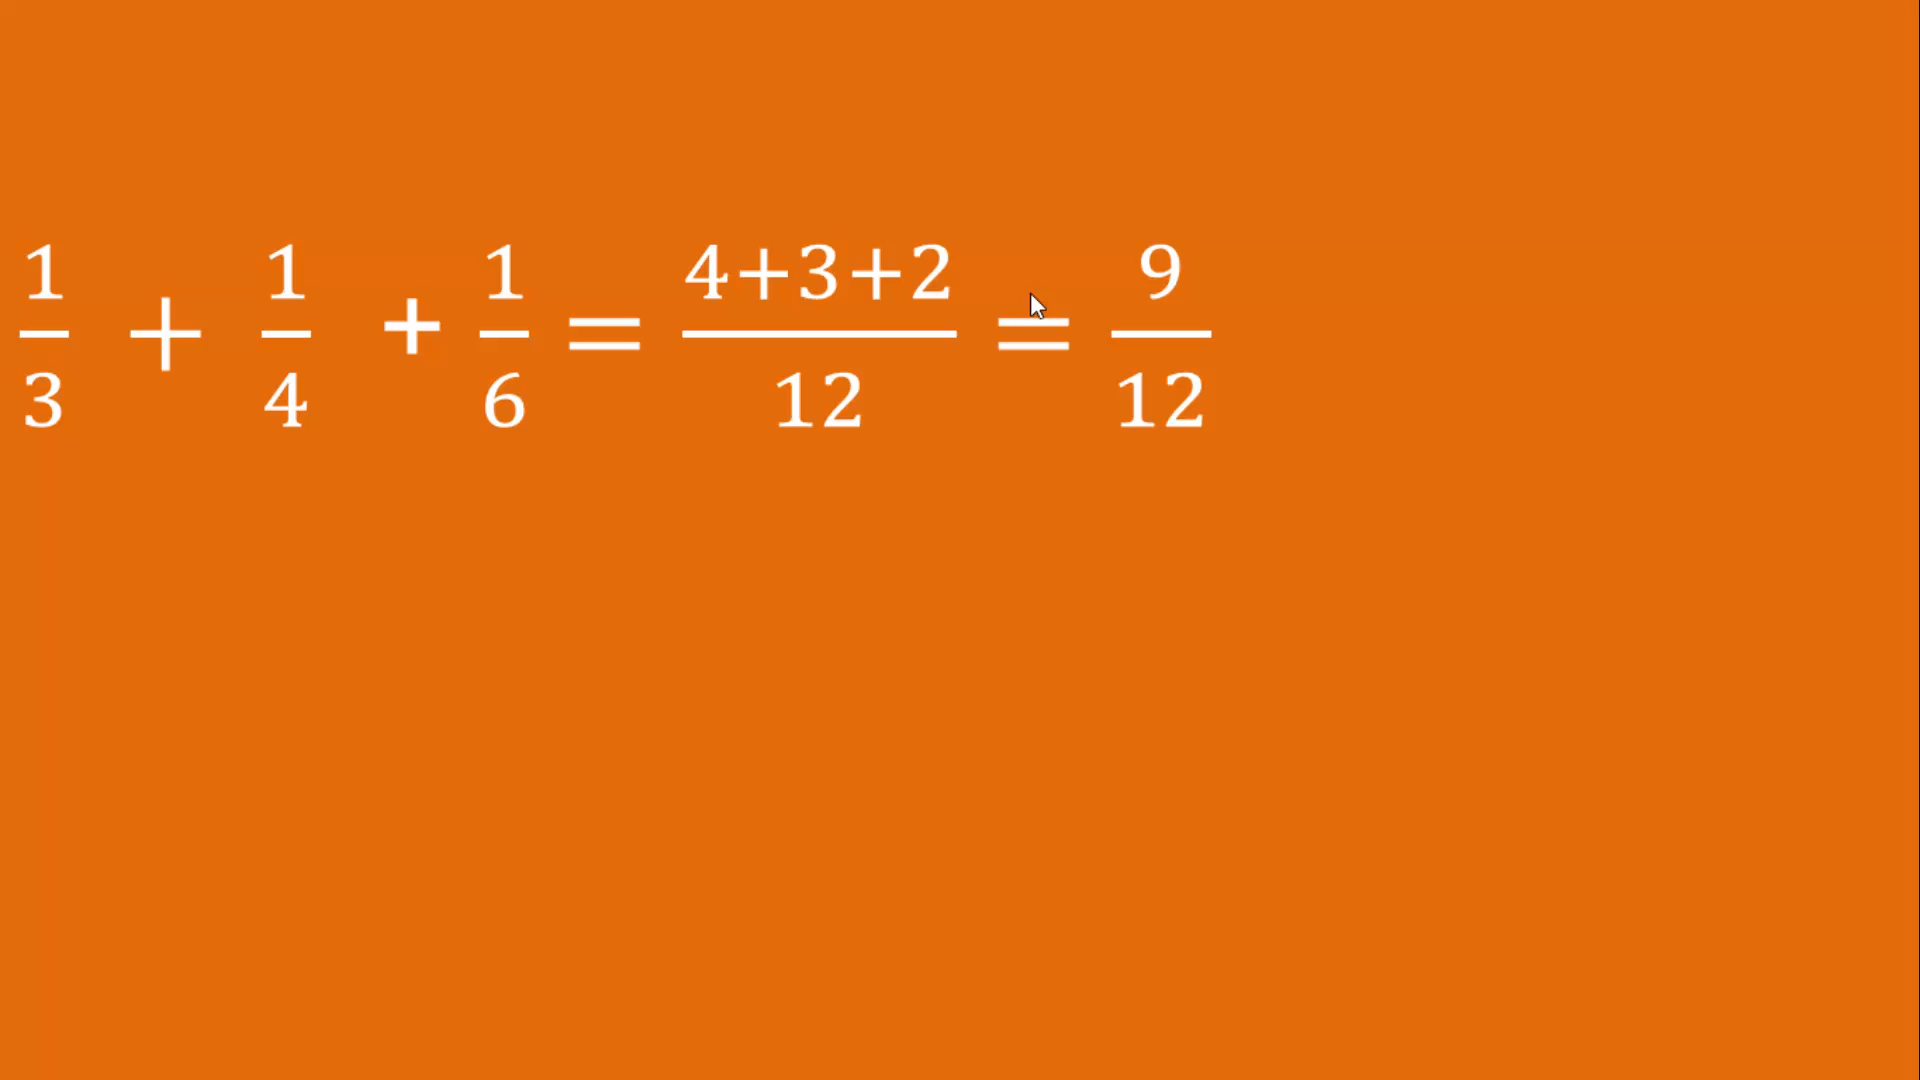 1/3 + 1/4 + 1/6 = 4+3+2/12 = 9/12